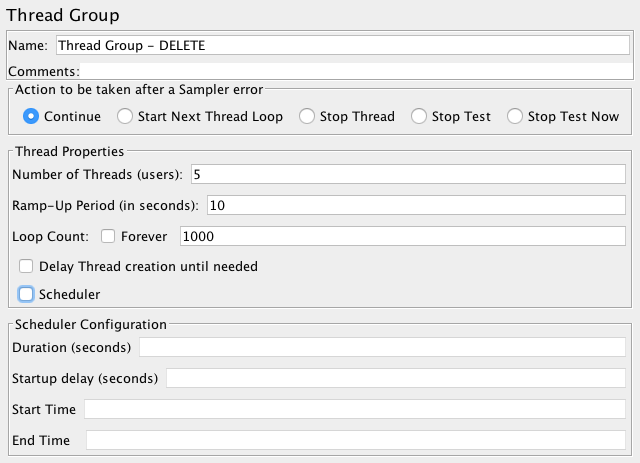 Thread Group
Name: Thread Group - DELETE
Comments:
Action to be taken after a Sampler error
Continue Start Next Thread Loop Stop Thread Stop Test Stop Test Now
Thread Properties
Number of Threads (users): 5
Ramp-Up Period (in seconds): 10
Loop Count: Forever 1000
Delay Thread creation until needed
Scheduler
Scheduler Configuration
Duration (seconds)
Startup delay (seconds)
Start Time
End Time